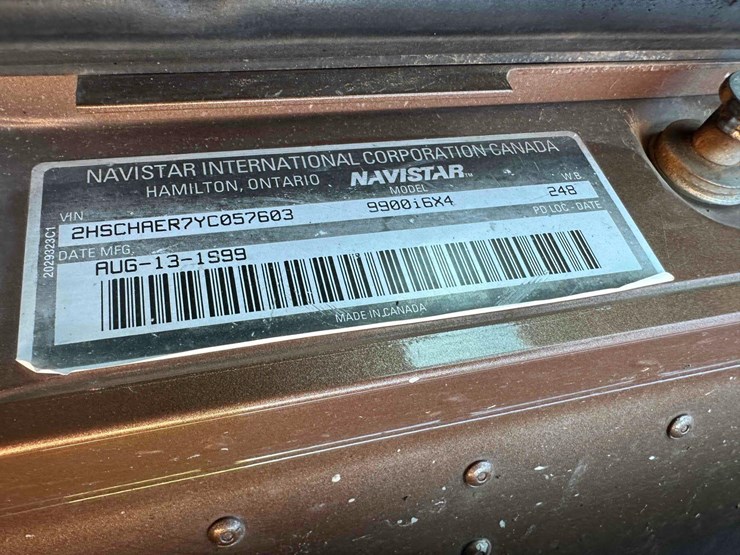 NAVISTAR INTERNATIONAL CORPORATION CANADA
HAMILTON, ONTARIO NAVISTAR™
VIN MODEL W.B.
2HSCHAER7YC057603 9900i6X4 248
DATE MFG. PD LOC - DATE
AUG-13-1999
MADE IN CANADA
2029323C1